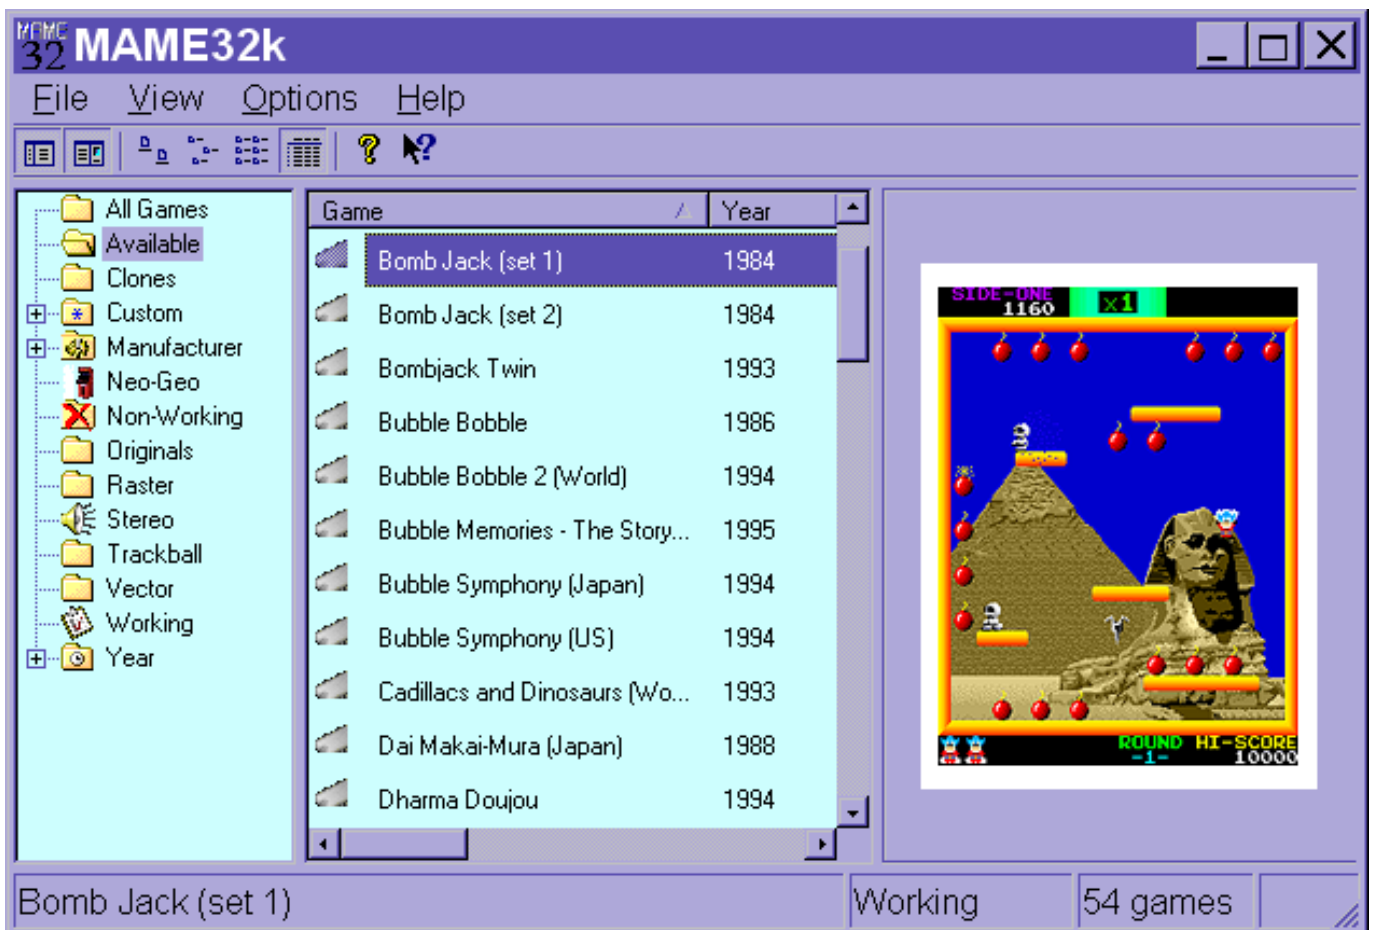 MAME
32 MAME32k
File View Options Help
All Games
Available
Clones
Custom
Manufacturer
Neo-Geo
Non-Working
Originals
Raster
Stereo
Trackball
Vector
Working
Year
Game Year
Bomb Jack (set 1) 1984
Bomb Jack (set 2) 1984
Bombjack Twin 1993
Bubble Bobble 1986
Bubble Bobble 2 (World) 1994
Bubble Memories - The Story... 1995
Bubble Symphony (Japan) 1994
Bubble Symphony (US) 1994
Cadillacs and Dinosaurs (Wo... 1993
Dai Makai-Mura (Japan) 1988
Dharma Doujou 1994
SIDE-ONE
1160 x1
ROUND HI-SCORE
-1- 10000
Bomb Jack (set 1) Working 54 games